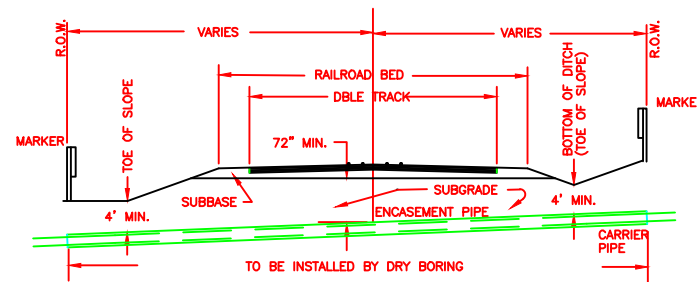 R.O.W.
VARIES
VARIES
R.O.W.
RAILROAD BED
DBLE TRACK
BOTTOM OF DITCH
(TOE OF SLOPE)
MARKE
MARKER
TOE OF SLOPE
72" MIN.
SUBBASE
SUBGRADE
4' MIN.
ENCASEMENT PIPE
4' MIN.
CARRIER
PIPE
TO BE INSTALLED BY DRY BORING